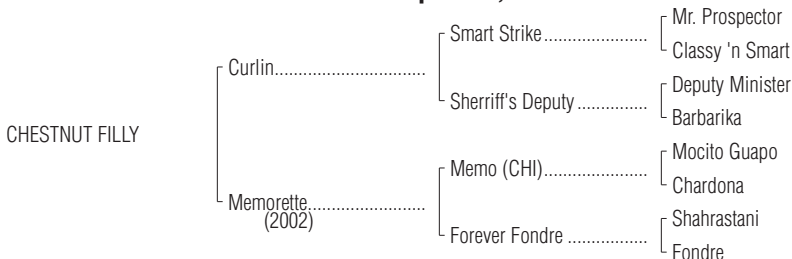 Mr. Prospector
Smart Strike.......................
Classy 'n Smart
Curlin...............................
Deputy Minister
Sherriff's Deputy ...............
Barbarika
CHESTNUT FILLY
Mocito Guapo
Memo (CHI)......................
Chardona
Memorette........................
(2002)
Shahrastani
Forever Fondre .................
Fondre